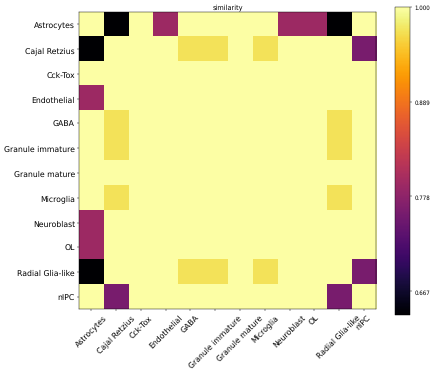 similarity
Astrocytes
Cajal Retzius
Cck-Tox
Endothelial
GABA
Granule immature
Granule mature
Microglia
Neuroblast
OL
Radial Glia-like
nIPC
Astrocytes
Cajal Retzius
Cck-Tox
Endothelial
GABA
Granule immature
Granule mature
Microglia
Neuroblast
OL
Radial Glia-like
nIPC
1.000
0.889
0.778
0.667